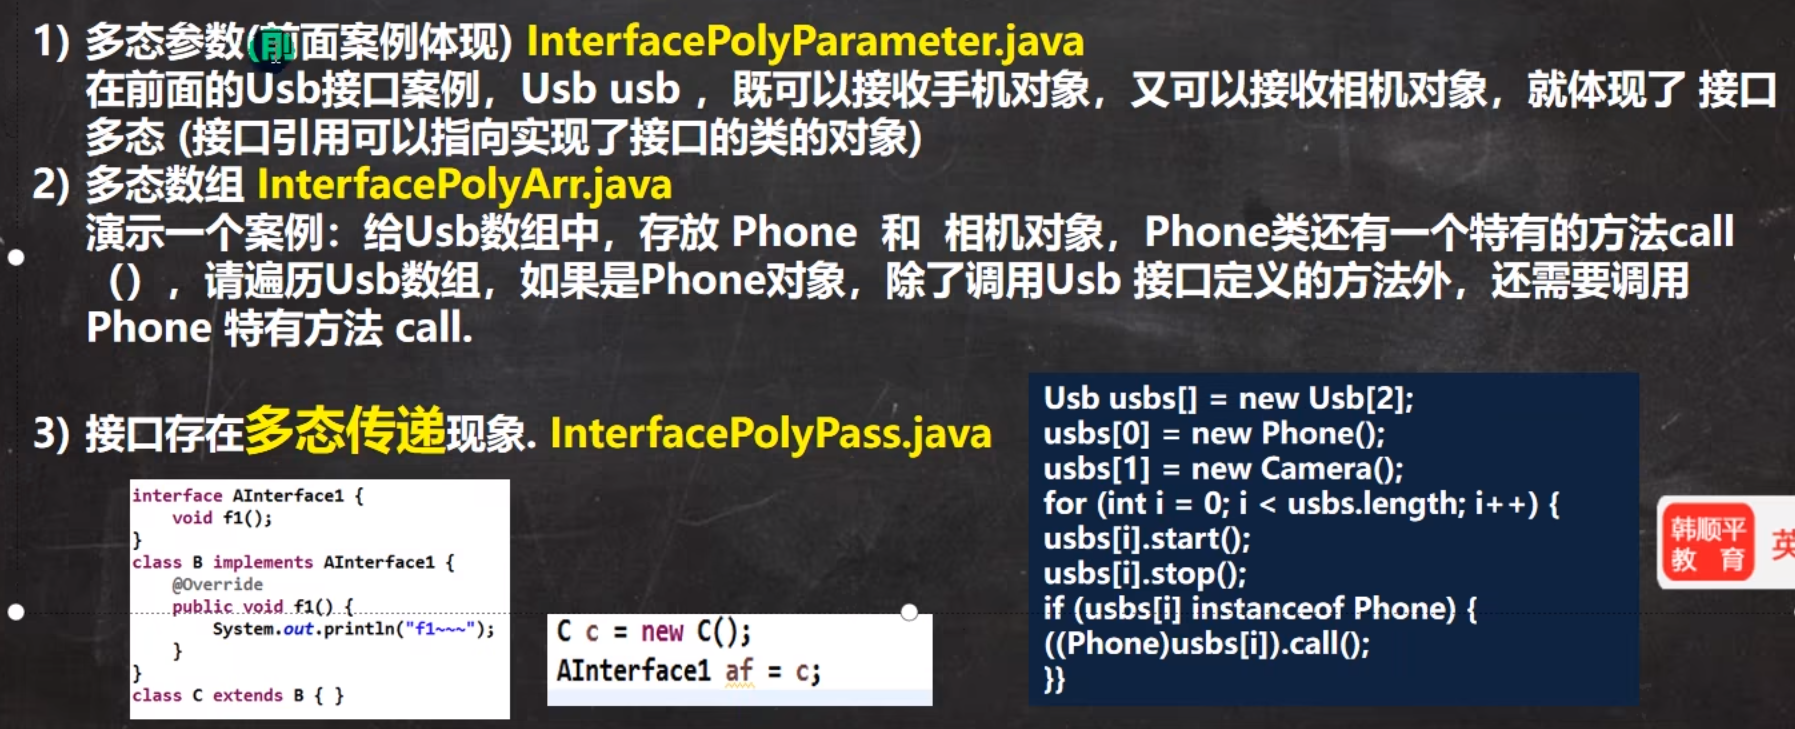 1) 多态参数(前面案例体现) InterfacePolyParameter.java
在前面的Usb接口案例，Usb usb ，既可以接收手机对象，又可以接收相机对象，就体现了 接口
多态 (接口引用可以指向实现了接口的类的对象)
2) 多态数组 InterfacePolyArr.java
演示一个案例：给Usb数组中，存放 Phone 和 相机对象，Phone类还有一个特有的方法call
（），请遍历Usb数组，如果是Phone对象，除了调用Usb 接口定义的方法外，还需要调用
Phone 特有方法 call.
3) 接口存在多态传递现象. InterfacePolyPass.java
interface AInterface1 {
void f1();
}
class B implements AInterface1 {
@Override
public void f1() {
System.out.println("f1~~~");
}
}
class C extends B { }
C c = new C();
AInterface1 af = c;
Usb usbs[] = new Usb[2];
usbs[0] = new Phone();
usbs[1] = new Camera();
for (int i = 0; i < usbs.length; i++) {
usbs[i].start();
usbs[i].stop();
if (usbs[i] instanceof Phone) {
((Phone)usbs[i]).call();
}}
韩顺平
教 育
英